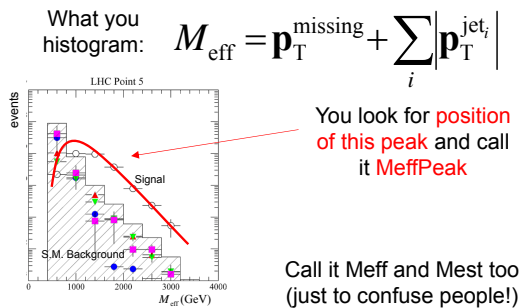 What you
histogram:
M_eff = p_T^missing + ∑_i |p_T^jet_i|
LHC Point 5
events
Signal
S.M. Background
0 1000 2000 3000 4000
M_eff (GeV)
You look for position
of this peak and call
it MeffPeak
Call it Meff and Mest too
(just to confuse people!)